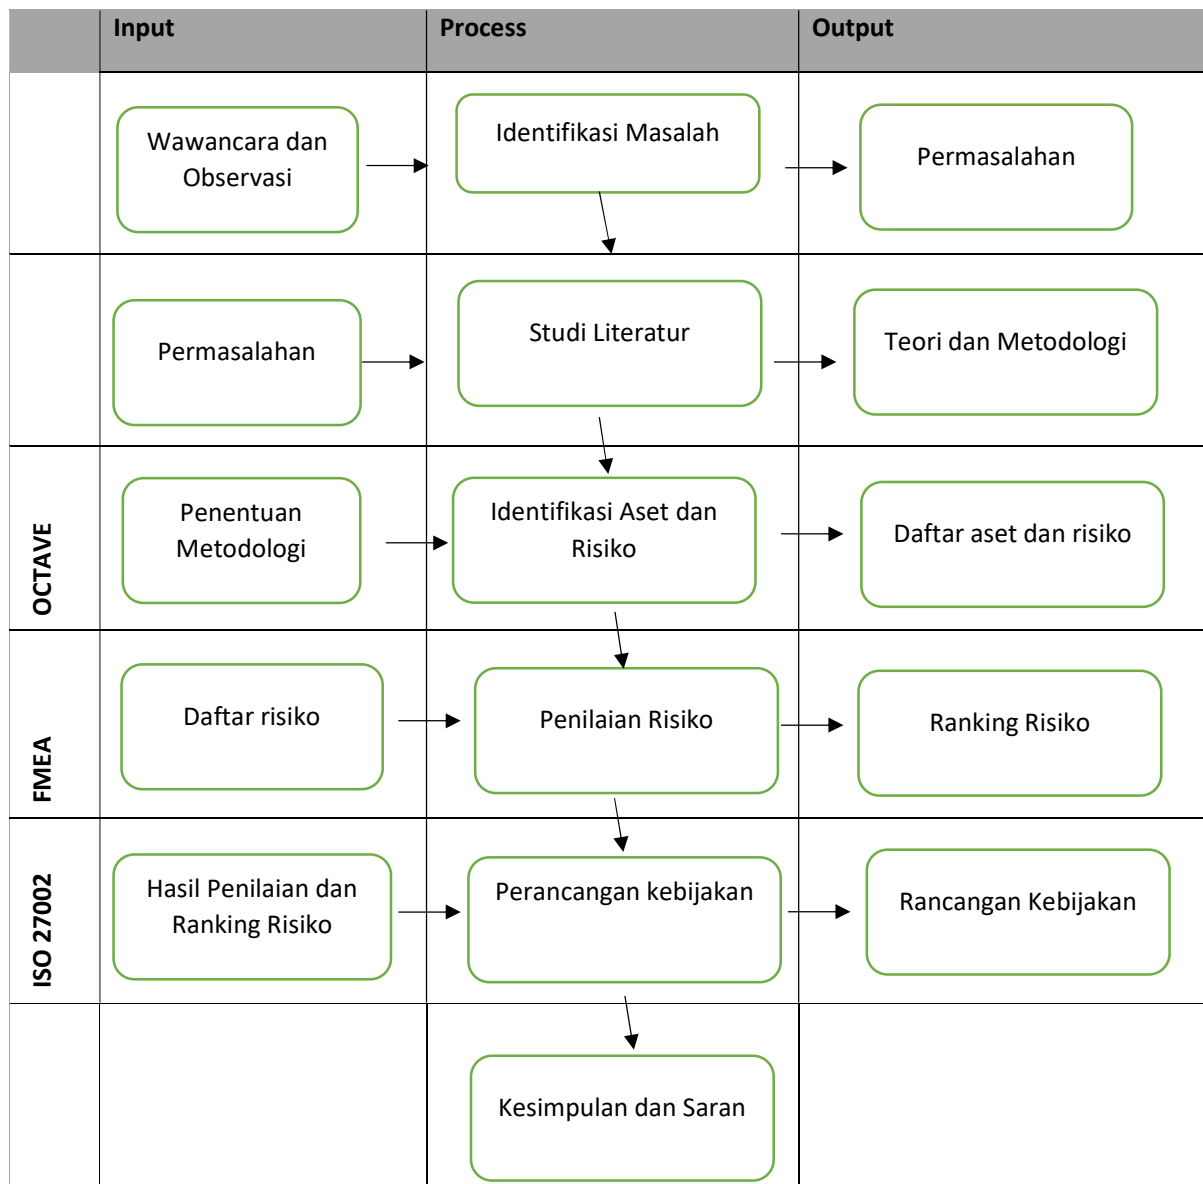 Input
Process
Output
Wawancara dan
Observasi
Identifikasi Masalah
Permasalahan
Permasalahan
Studi Literatur
Teori dan Metodologi
OCTAVE
Penentuan
Metodologi
Identifikasi Aset dan
Risiko
Daftar aset dan risiko
FMEA
Daftar risiko
Penilaian Risiko
Ranking Risiko
ISO 27002
Hasil Penilaian dan
Ranking Risiko
Perancangan kebijakan
Rancangan Kebijakan
Kesimpulan dan Saran